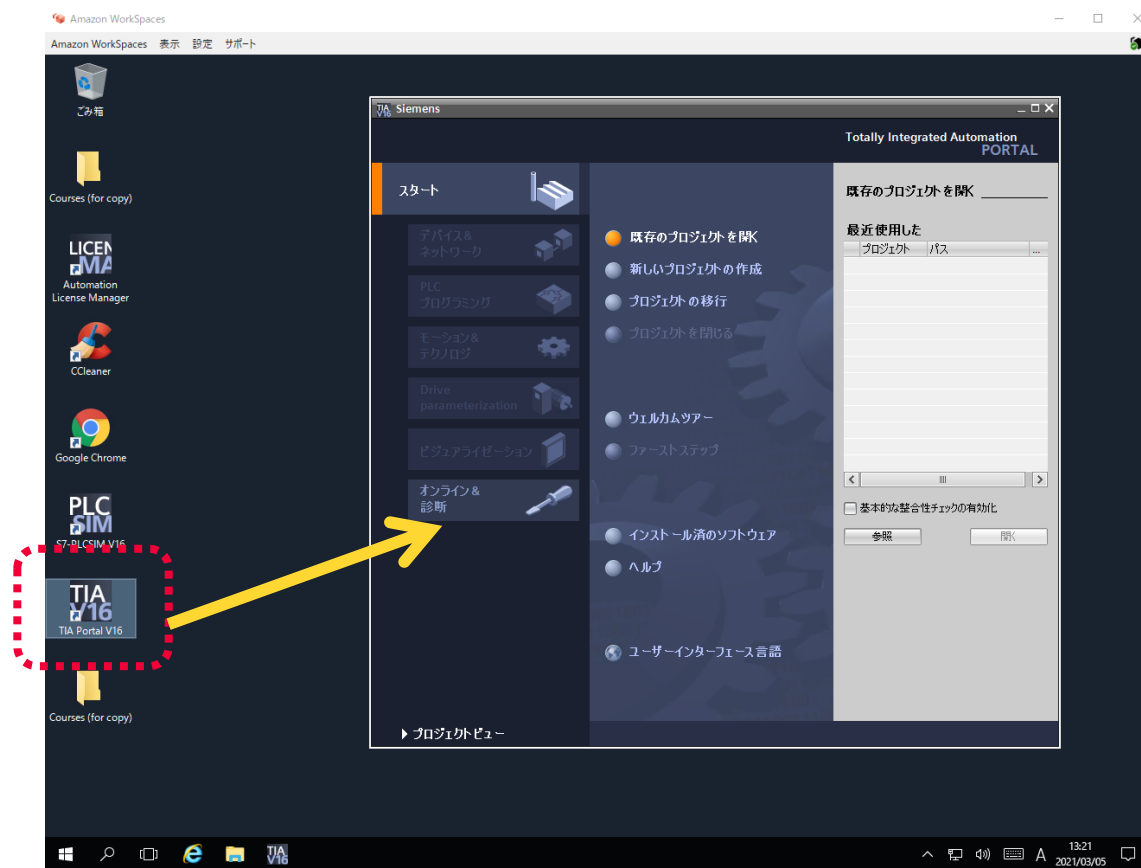 Amazon WorkSpaces
Amazon WorkSpaces 表示 設定 サポート
ごみ箱
Courses (for copy)
LICEN
MA
Automation
License Manager
CCleaner
Google Chrome
PLC
SIM
S7-PLCSIM V16
TIA
V16
TIA Portal V16
Courses (for copy)
TIA
V16
Siemens
Totally Integrated Automation
PORTAL
スタート
デバイス&
ネットワーク
PLC
プログラミング
モーション&
テクノロジ
Drive
parameterization
ビジュアライゼーション
オンライン&
診断
プロジェクトビュー
既存のプロジェクトを開く
新しいプロジェクトの作成
プロジェクトの移行
プロジェクトを閉じる
ウェルカムツアー
ファーストステップ
インストール済のソフトウェア
ヘルプ
ユーザーインターフェース言語
既存のプロジェクトを開く
最近使用した
プロジェクト パス ...
基本的な整合性チェックの有効化
参照 開く
TIA
V16
A
13:21
2021/03/05